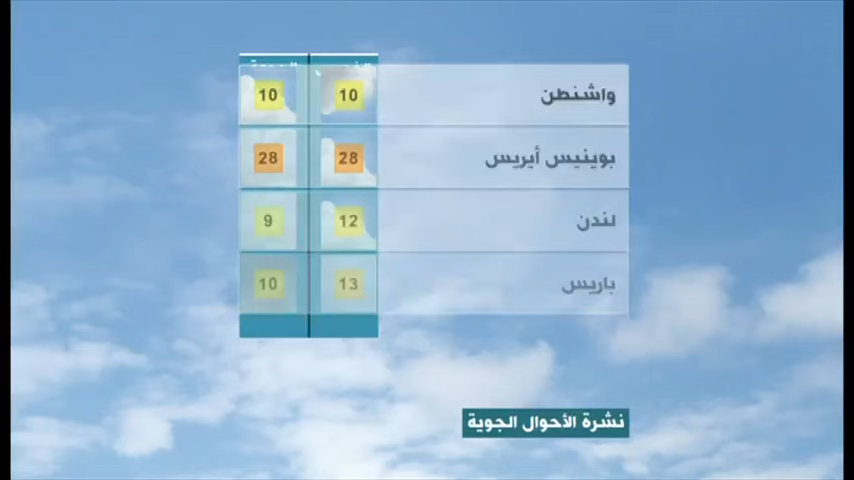 واشنطن 10 10
بوينيس أيريس 28 28
لندن 12 9
باريس 13 10
نشرة الأحوال الجوية